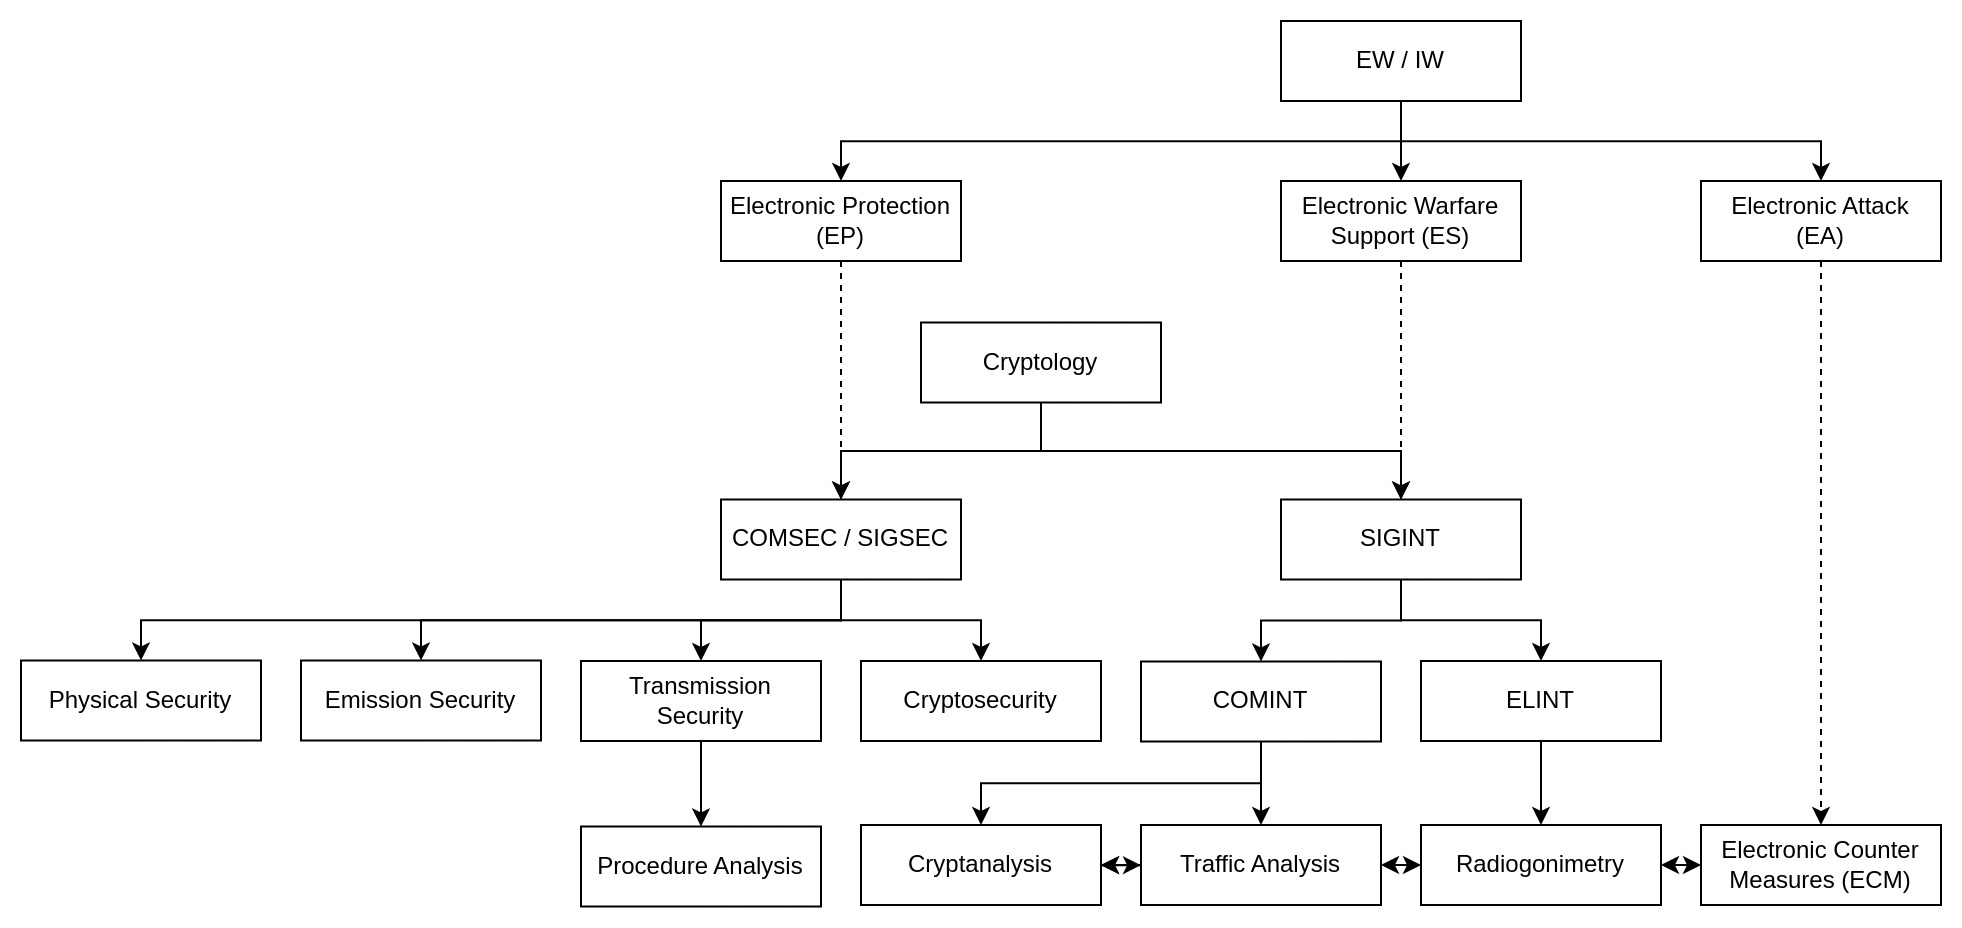 EW / IW
Electronic Protection
(EP)
Electronic Warfare
Support (ES)
Electronic Attack
(EA)
Cryptology
COMSEC / SIGSEC
SIGINT
Physical Security
Emission Security
Transmission
Security
Cryptosecurity
COMINT
ELINT
Procedure Analysis
Cryptanalysis
Traffic Analysis
Radiogonimetry
Electronic Counter
Measures (ECM)